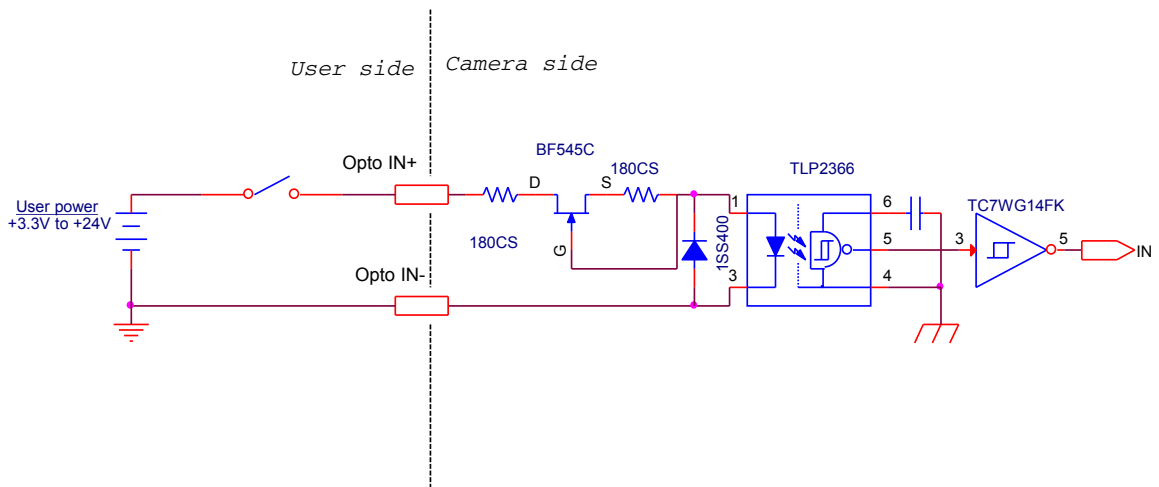 User side
Camera side
Opto IN+
BF545C
180CS
TLP2366
D
S
1
6
TC7WG14FK
User power
+3.3V to +24V
180CS
G
1SS400
5
3
5
IN
Opto IN-
3
4